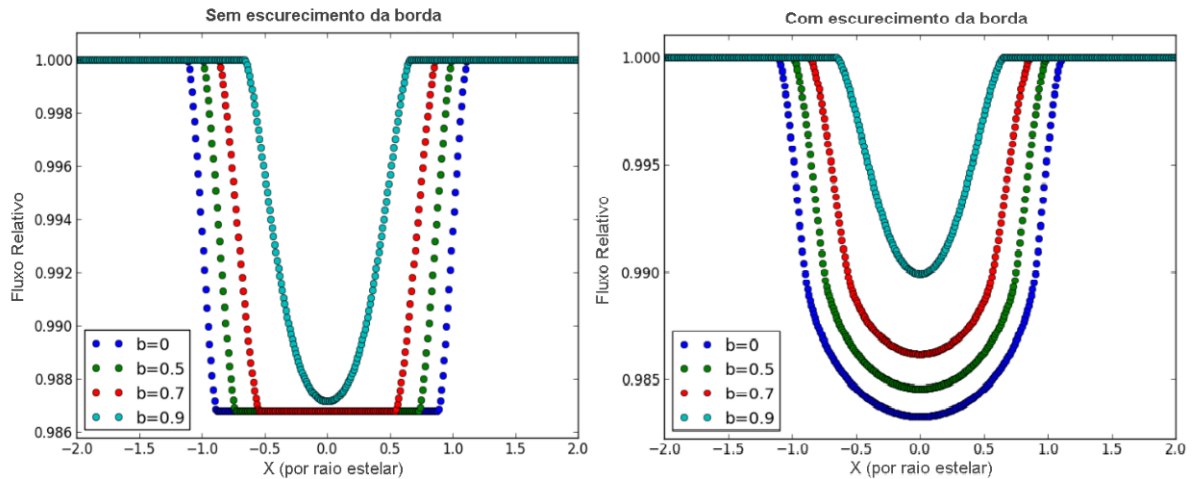 Sem escurecimento da borda
1.000
0.998
0.996
0.994
0.992
0.990
0.988
0.986
Fluxo Relativo
b=0
b=0.5
b=0.7
b=0.9
−2.0 −1.5 −1.0 −0.5 0.0 0.5 1.0 1.5 2.0
X (por raio estelar)
Com escurecimento da borda
1.000
0.995
0.990
0.985
Fluxo Relativo
b=0
b=0.5
b=0.7
b=0.9
−2.0 −1.5 −1.0 −0.5 0.0 0.5 1.0 1.5 2.0
X (por raio estelar)